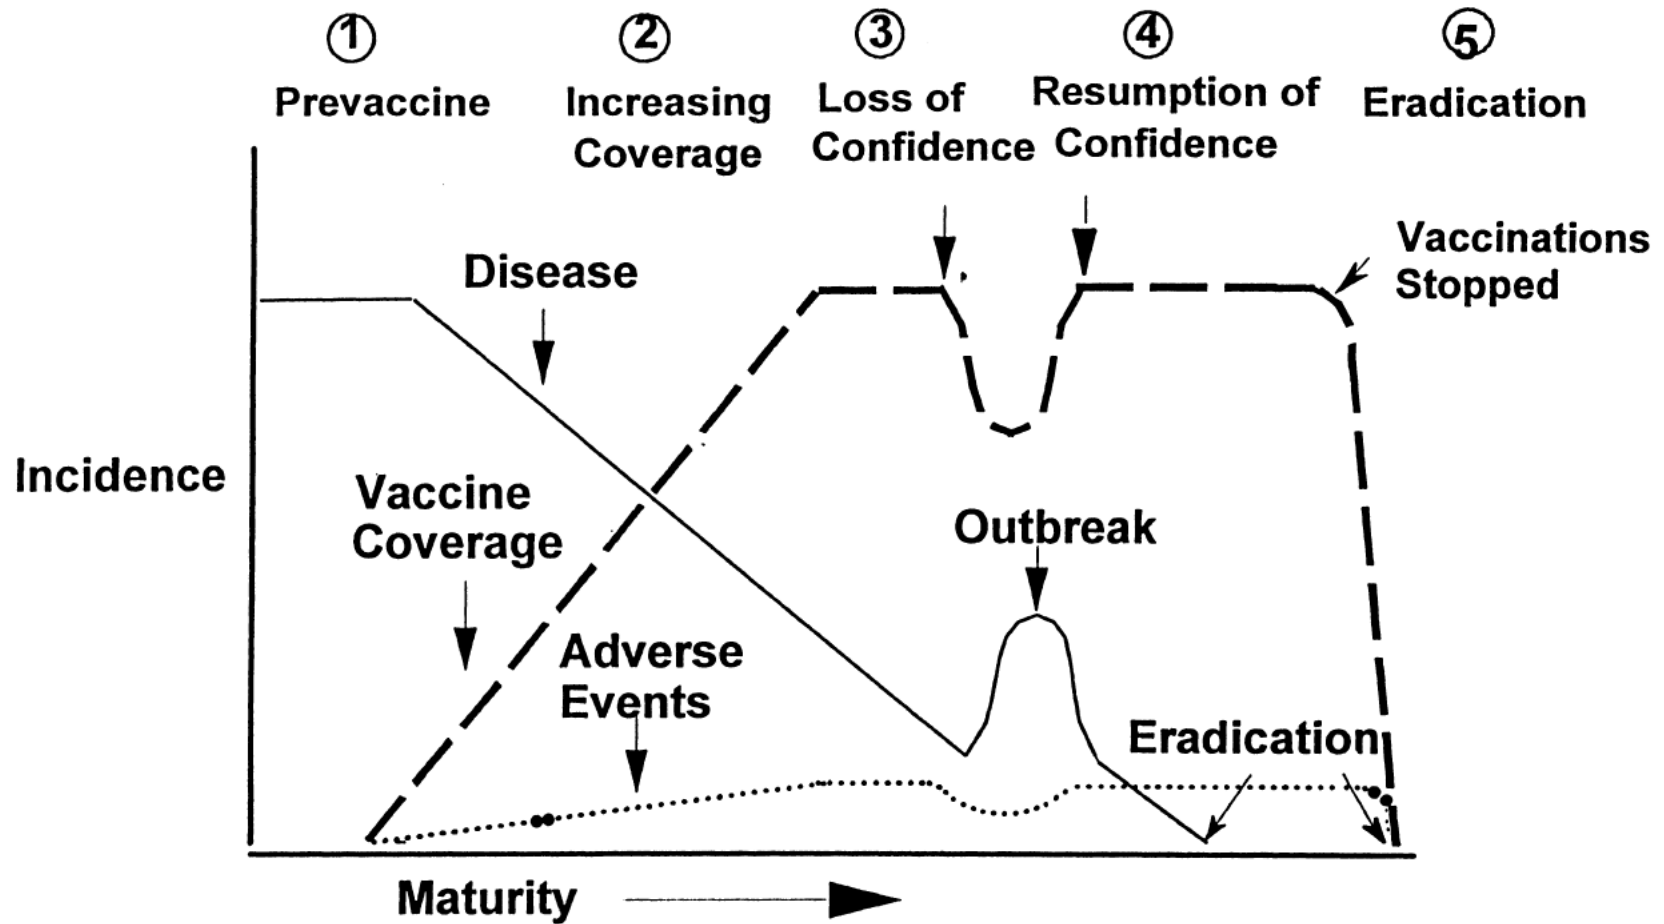 1 2 3 4 5
Prevaccine
Increasing
Coverage
Loss of
Confidence
Resumption of
Confidence
Eradication
Vaccinations
Stopped
Disease
Incidence
Vaccine
Coverage
Outbreak
Adverse
Events
Eradication
Maturity